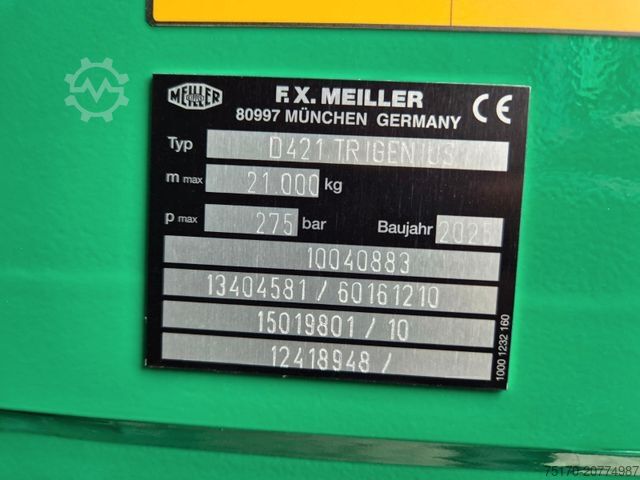 MEILLER
F.X. MEILLER
80997 MÜNCHEN GERMANY
CE
Typ D421 TRIGENIUS
m max 21.000 kg
p max 275 bar Baujahr 2025
10040883
13404581 / 60161210
15019801 / 10
12418948 /
1000 1232 160
75170-20774987